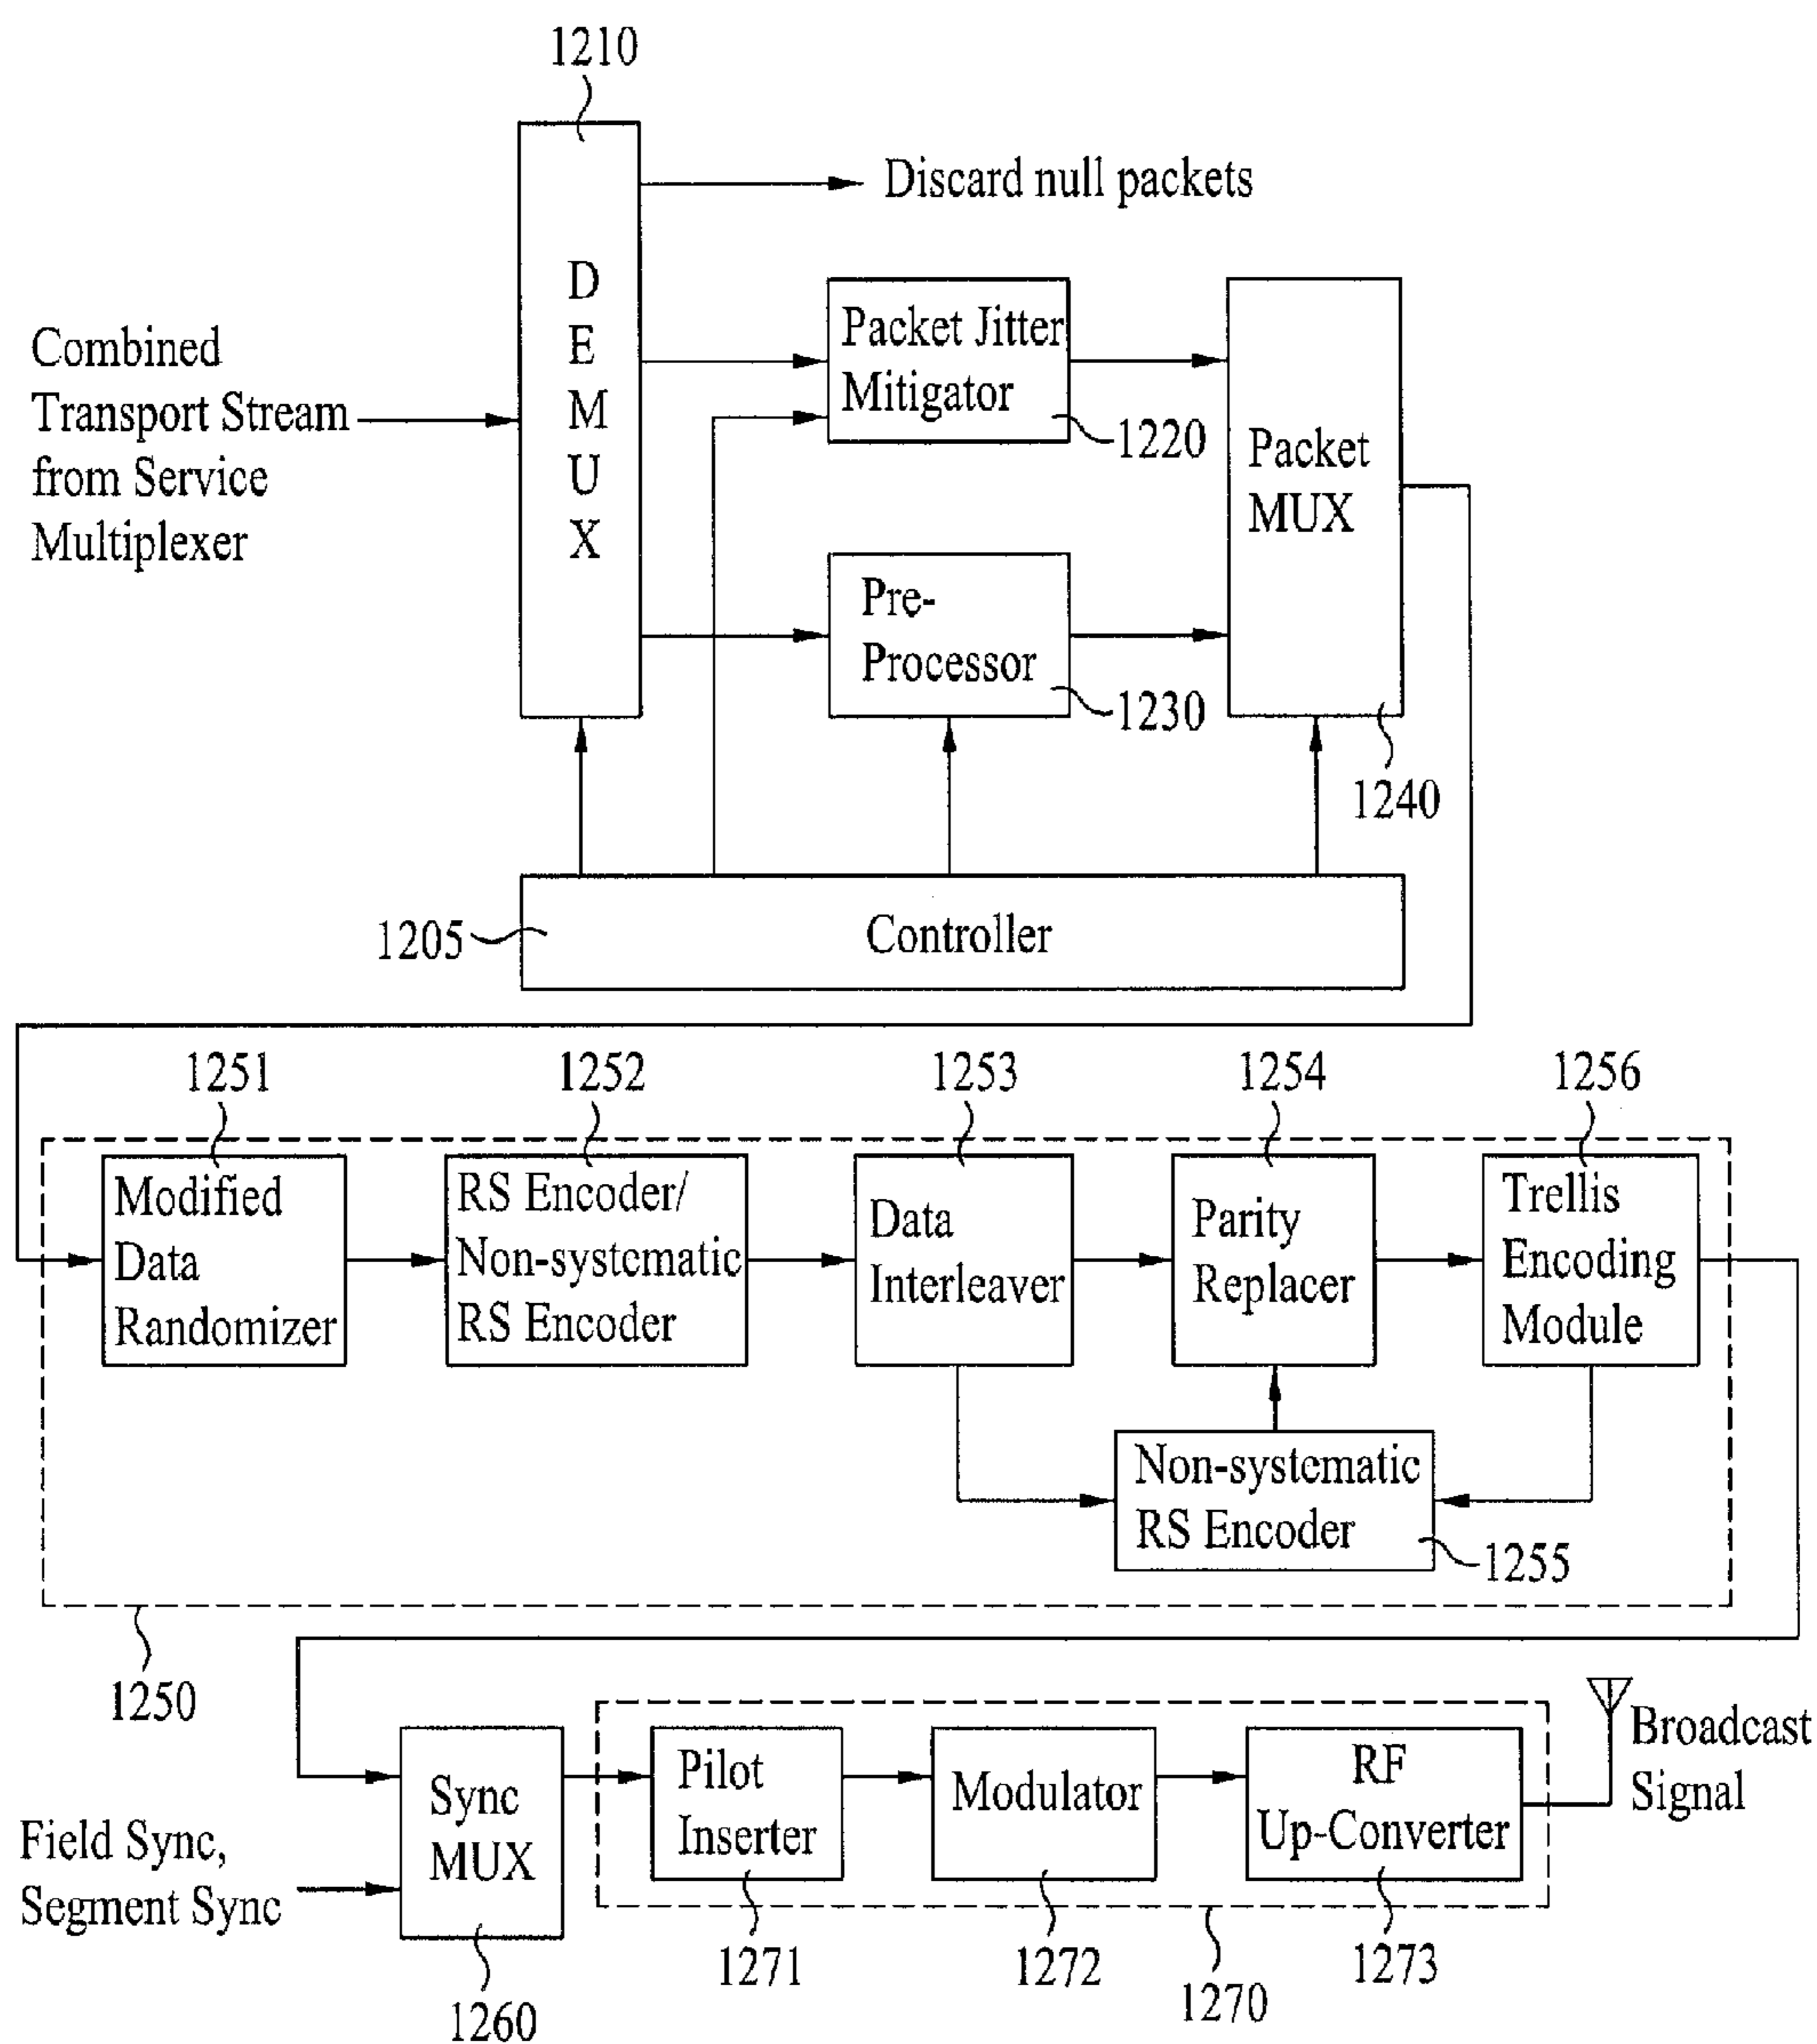 1210
Discard null packets
D
E
M
U
X
Combined
Transport Stream
from Service
Multiplexer
Packet Jitter
Mitigator
1220
Packet
MUX
Pre-
Processor
1230
1240
Controller
1205
1251
1252
1253
1254
1256
Modified
Data
Randomizer
RS Encoder/
Non-systematic
RS Encoder
Data
Interleaver
Parity
Replacer
Trellis
Encoding
Module
Non-systematic
RS Encoder
1255
1250
Sync
MUX
Field Sync,
Segment Sync
Pilot
Inserter
Modulator
RF
Up-Converter
Broadcast
Signal
1260
1271
1272
1270
1273